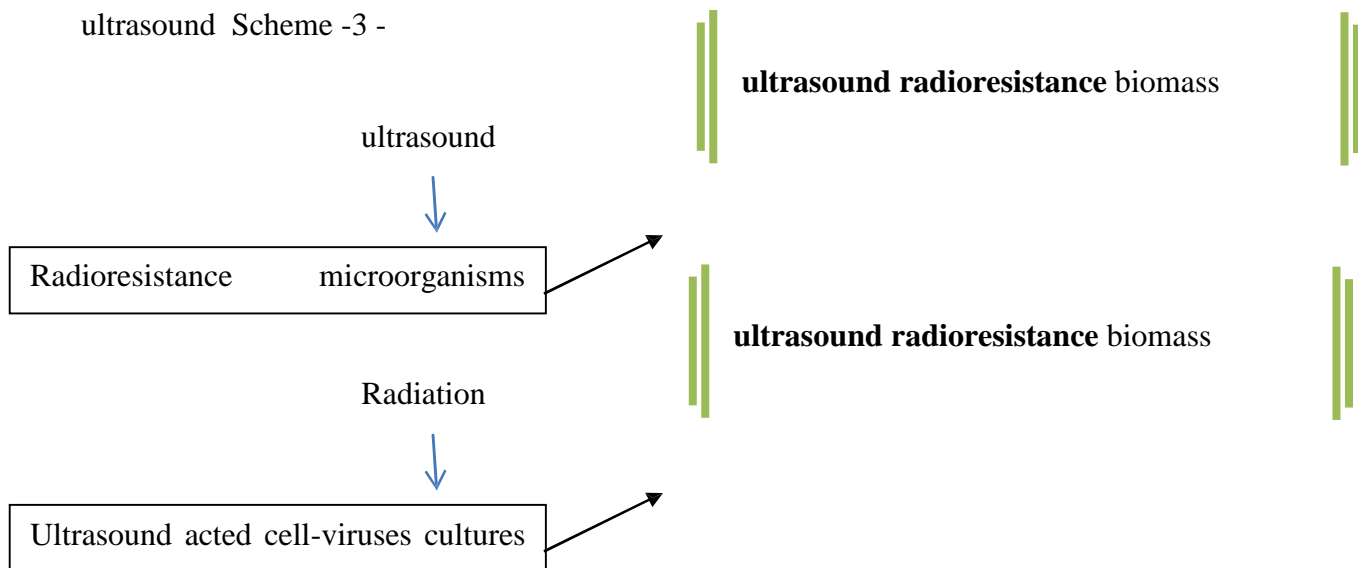 ultrasound Scheme -3 -
ultrasound radioresistance biomass
ultrasound
Radioresistance microorganisms
ultrasound radioresistance biomass
Radiation
Ultrasound acted cell-viruses cultures